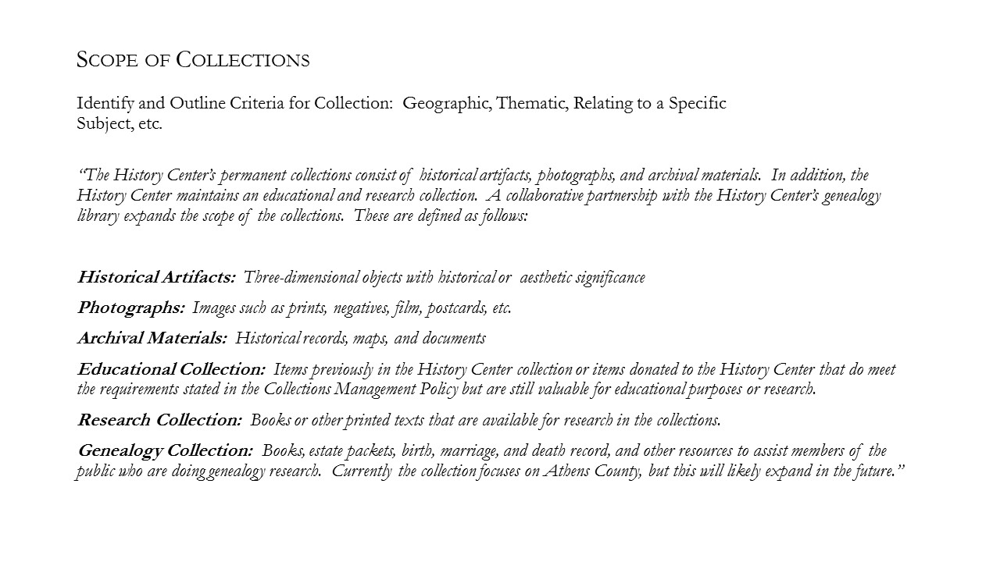 SCOPE OF COLLECTIONS
Identify and Outline Criteria for Collection:  Geographic, Thematic, Relating to a Specific
Subject, etc.
“The History Center’s permanent collections consist of  historical artifacts, photographs, and archival materials.  In addition, the
History Center maintains an educational and research collection.  A collaborative partnership with the History Center’s genealogy
library expands the scope of  the collections.  These are defined as follows:
Historical Artifacts:  Three-dimensional objects with historical or  aesthetic significance
Photographs:  Images such as prints, negatives, film, postcards, etc.
Archival Materials:  Historical records, maps, and documents
Educational Collection:  Items previously in the History Center collection or items donated to the History Center that do meet
the requirements stated in the Collections Management Policy but are still valuable for educational purposes or research.
Research Collection:  Books or other printed texts that are available for research in the collections.
Genealogy Collection:  Books, estate packets, birth, marriage, and death record, and other resources to assist members of  the
public who are doing genealogy research.  Currently the collection focuses on Athens County, but this will likely expand in the future.”